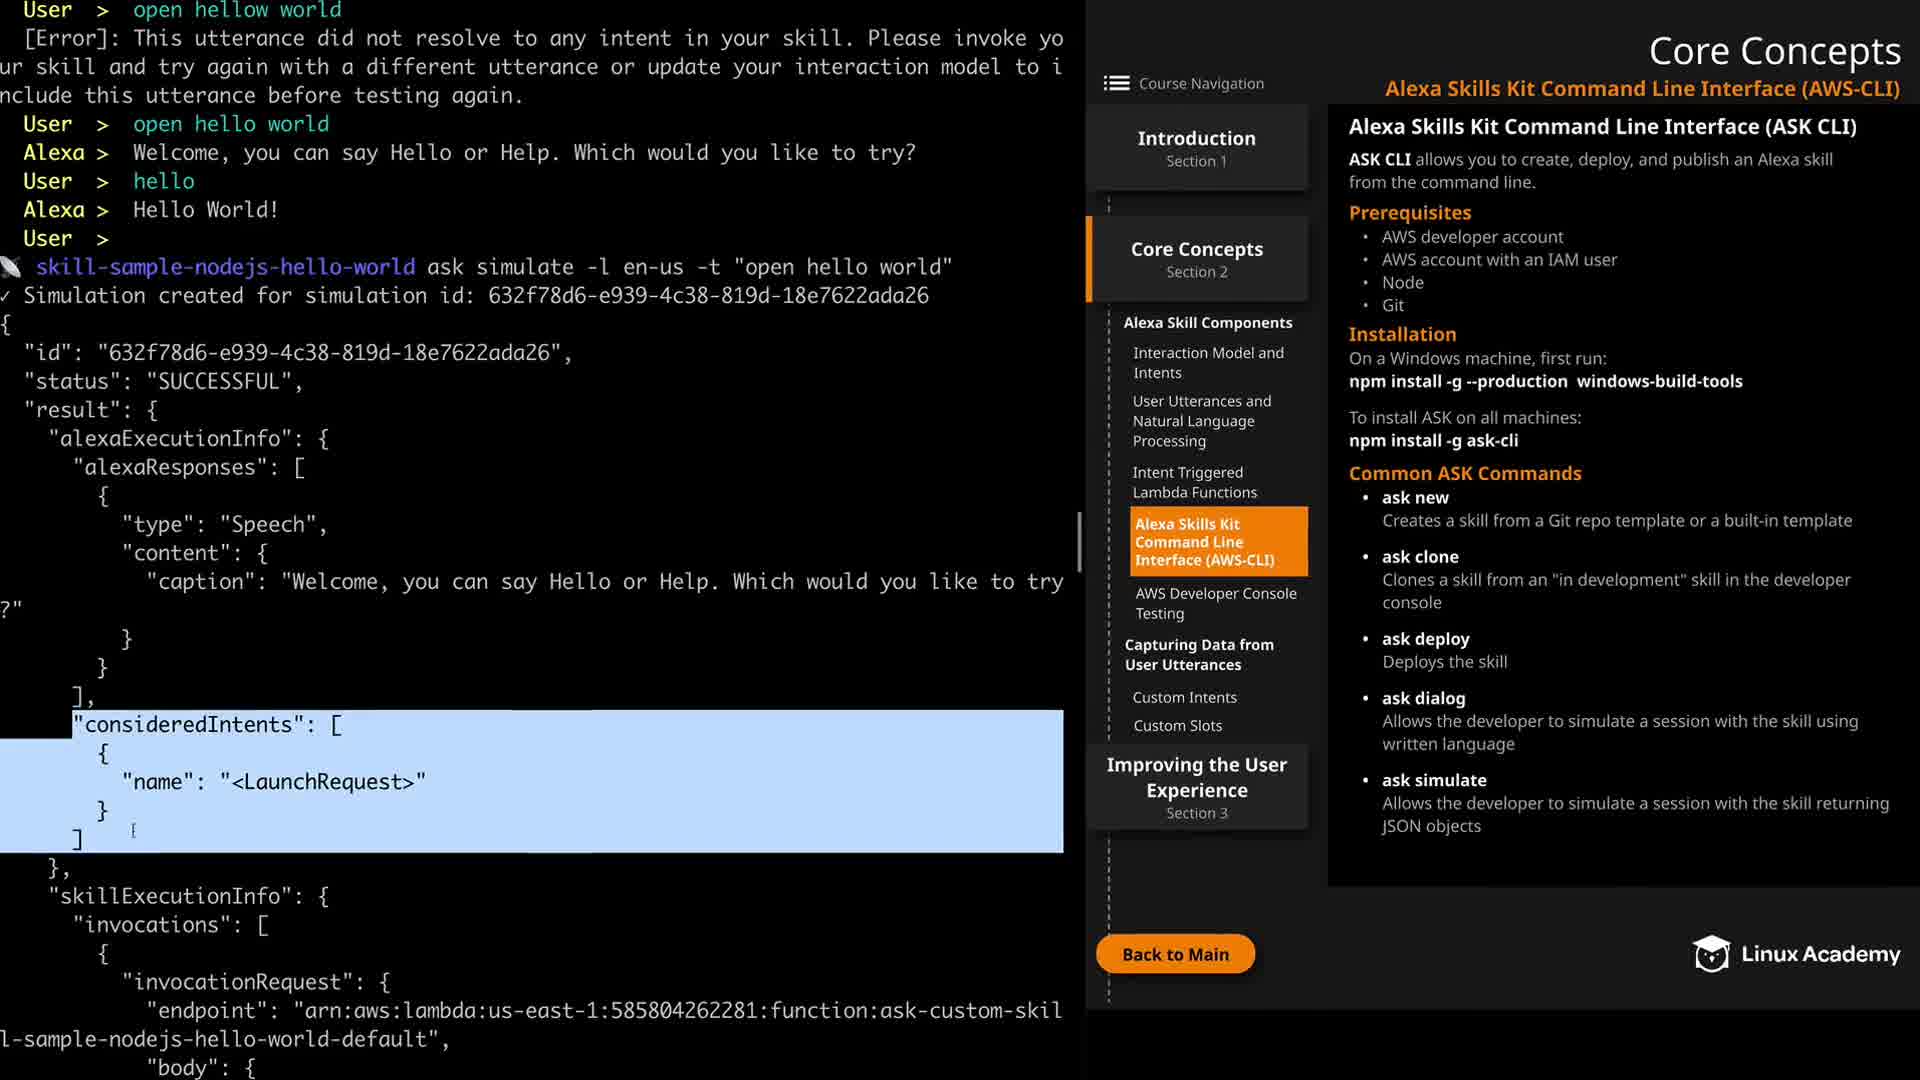 User  >  open hellow world
[Error]: This utterance did not resolve to any intent in your skill. Please invoke yo
ur skill and try again with a different utterance or update your interaction model to i
nclude this utterance before testing again.
User  >  open hello world
Alexa >  Welcome, you can say Hello or Help. Which would you like to try?
User  >  hello
Alexa >  Hello World!
User  >
skill-sample-nodejs-hello-world ask simulate -l en-us -t "open hello world"
✓ Simulation created for simulation id: 632f78d6-e939-4c38-819d-18e7622ada26
{
"id": "632f78d6-e939-4c38-819d-18e7622ada26",
"status": "SUCCESSFUL",
"result": {
"alexaExecutionInfo": {
"alexaResponses": [
{
"type": "Speech",
"content": {
"caption": "Welcome, you can say Hello or Help. Which would you like to try
?"
}
}
],
"consideredIntents": [
{
"name": "<LaunchRequest>"
}
]
},
"skillExecutionInfo": {
"invocations": [
{
"invocationRequest": {
"endpoint": "arn:aws:lambda:us-east-1:585804262281:function:ask-custom-skil
l-sample-nodejs-hello-world-default",
"body": {
Core Concepts
Alexa Skills Kit Command Line Interface (AWS-CLI)
Course Navigation
Introduction
Section 1
Core Concepts
Section 2
Alexa Skill Components
Interaction Model and
Intents
User Utterances and
Natural Language
Processing
Intent Triggered
Lambda Functions
Alexa Skills Kit
Command Line
Interface (AWS-CLI)
AWS Developer Console
Testing
Capturing Data from
User Utterances
Custom Intents
Custom Slots
Improving the User
Experience
Section 3
Back to Main
Alexa Skills Kit Command Line Interface (ASK CLI)
ASK CLI allows you to create, deploy, and publish an Alexa skill
from the command line.
Prerequisites
• AWS developer account
• AWS account with an IAM user
• Node
• Git
Installation
On a Windows machine, first run:
npm install -g --production windows-build-tools
To install ASK on all machines:
npm install -g ask-cli
Common ASK Commands
• ask new
Creates a skill from a Git repo template or a built-in template
• ask clone
Clones a skill from an "in development" skill in the developer
console
• ask deploy
Deploys the skill
• ask dialog
Allows the developer to simulate a session with the skill using
written language
• ask simulate
Allows the developer to simulate a session with the skill returning
JSON objects
Linux Academy